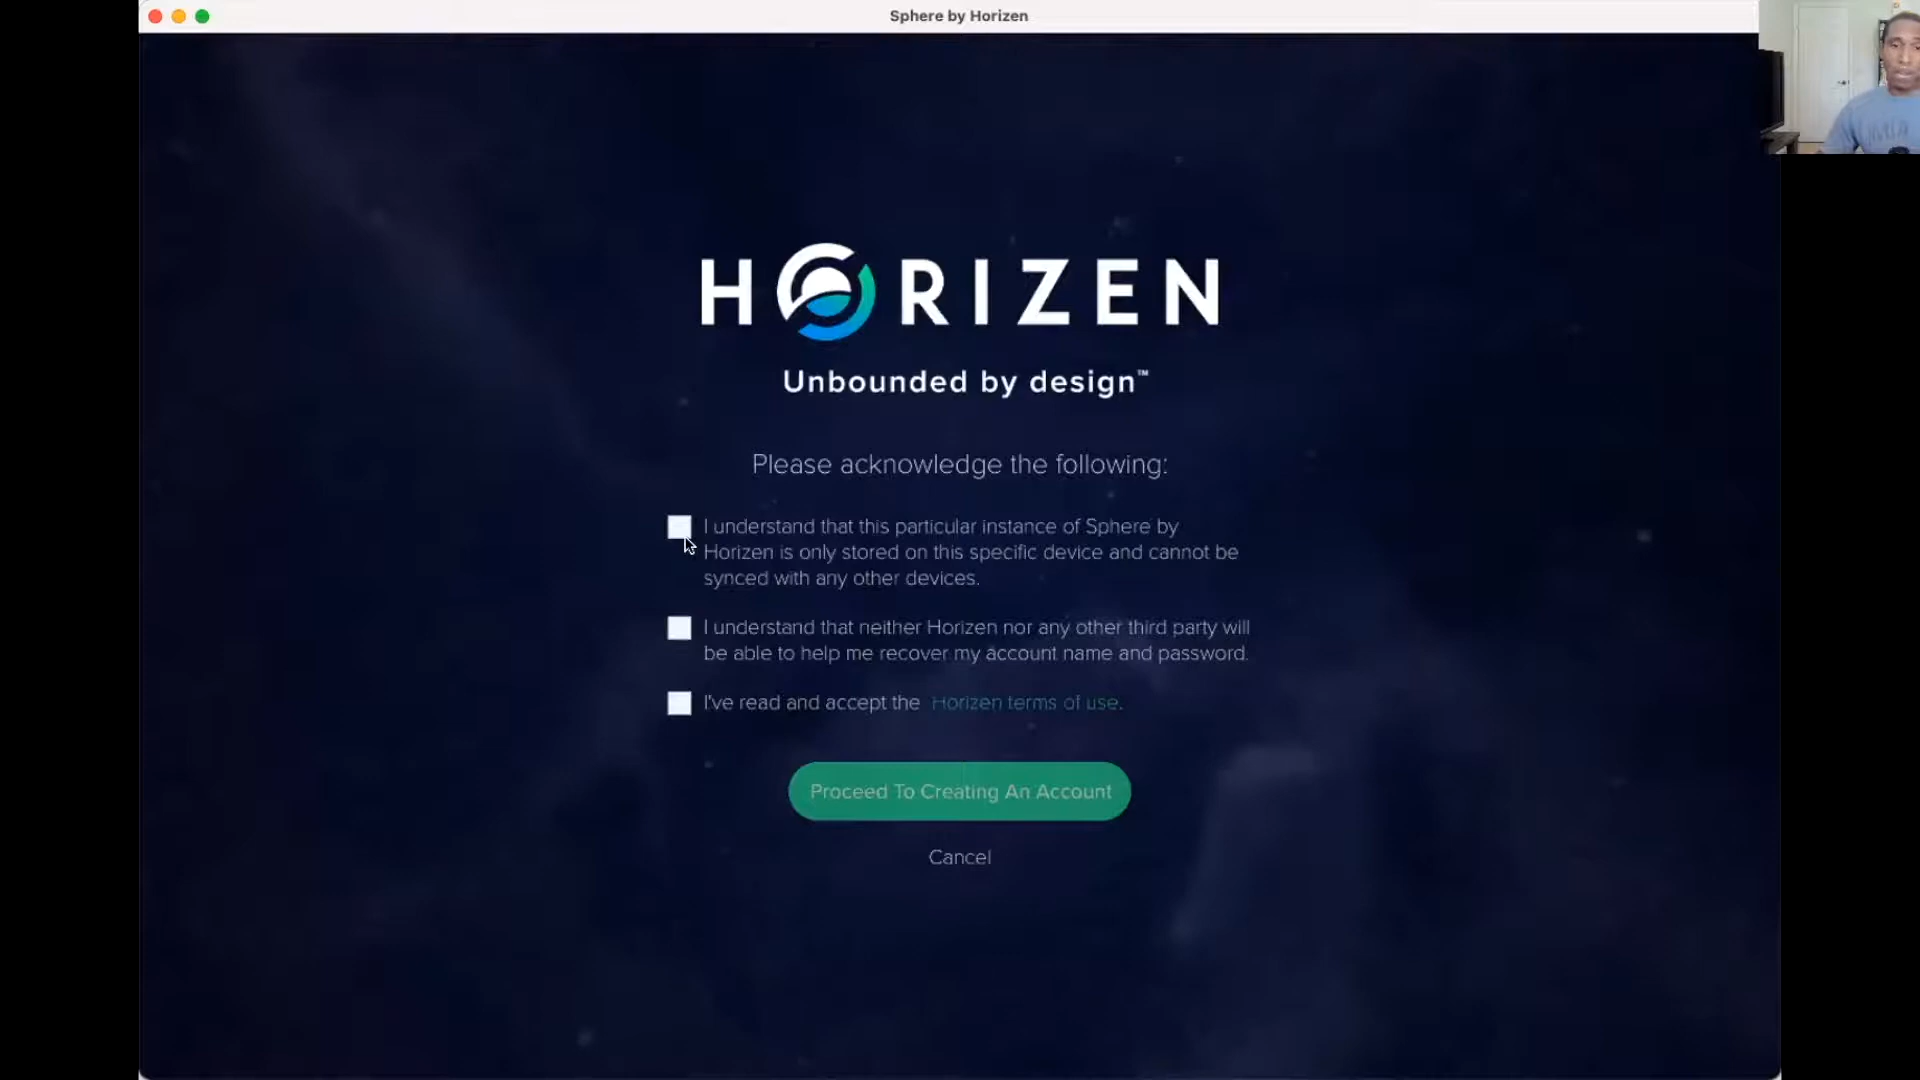 Sphere by Horizen
HORIZEN
Unbounded by design™
Please acknowledge the following:
I understand that this particular instance of Sphere by
Horizen is only stored on this specific device and cannot be
synced with any other devices.
I understand that neither Horizen nor any other third party will
be able to help me recover my account name and password.
I've read and accept the Horizen terms of use.
Proceed To Creating An Account
Cancel